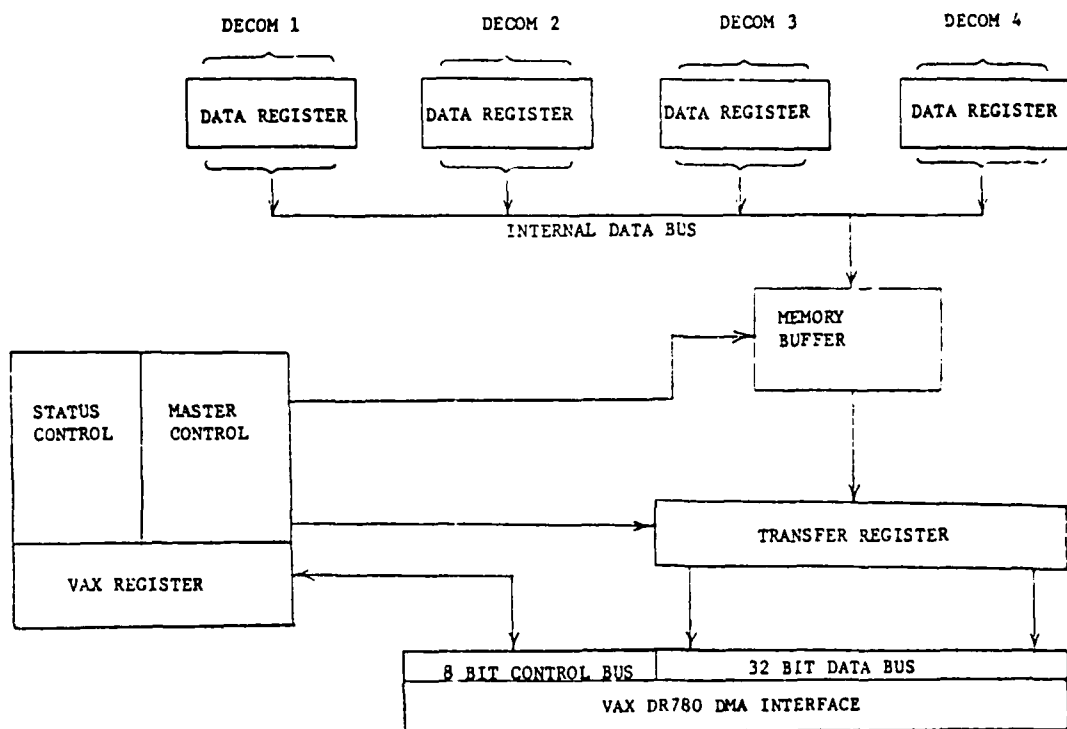 DECOM 1 DECOM 2 DECOM 3 DECOM 4
DATA REGISTER DATA REGISTER DATA REGISTER DATA REGISTER
INTERNAL DATA BUS
MEMORY
BUFFER
STATUS
CONTROL
MASTER
CONTROL
TRANSFER REGISTER
VAX REGISTER
8 BIT CONTROL BUS
32 BIT DATA BUS
VAX DR780 DMA INTERFACE